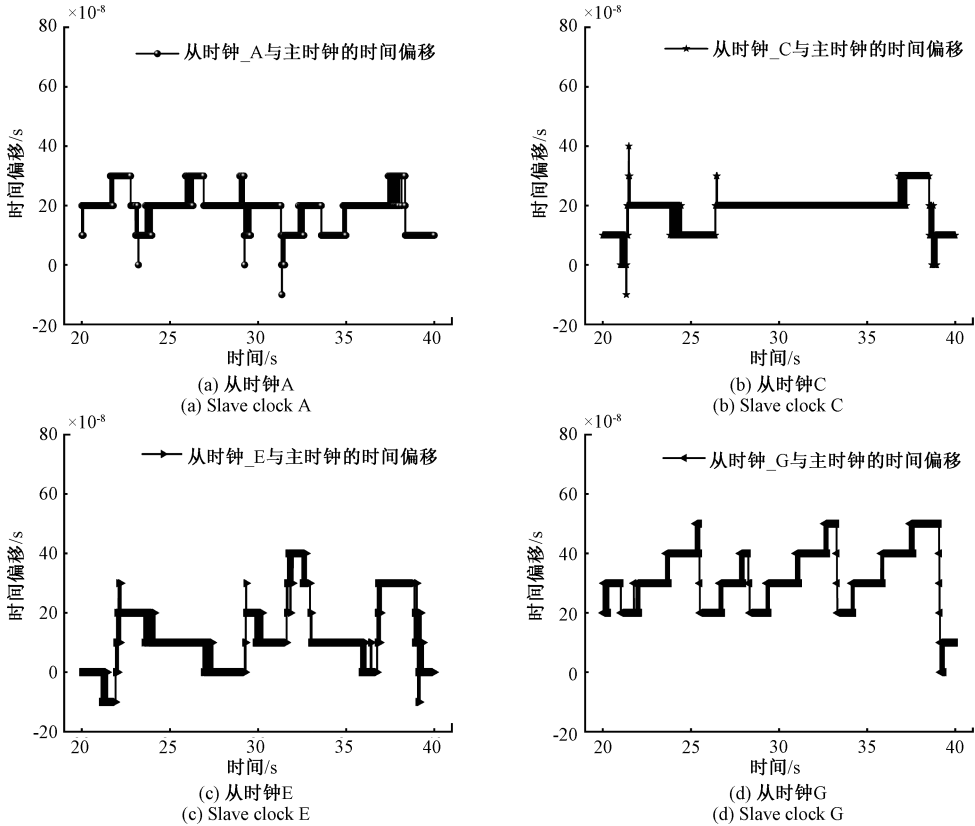 ×10⁻⁸
80
60
40
20
0
-20
时间偏移/s
从时钟_A与主时钟的时间偏移
20 25 30 35 40
时间/s
(a) 从时钟A
(a) Slave clock A
×10⁻⁸
80
60
40
20
0
-20
时间偏移/s
从时钟_C与主时钟的时间偏移
20 25 30 35 40
时间/s
(b) 从时钟C
(b) Slave clock C
×10⁻⁸
80
60
40
20
0
-20
时间偏移/s
从时钟_E与主时钟的时间偏移
20 25 30 35 40
时间/s
(c) 从时钟E
(c) Slave clock E
×10⁻⁸
80
60
40
20
0
-20
时间偏移/s
从时钟_G与主时钟的时间偏移
20 25 30 35 40
时间/s
(d) 从时钟G
(d) Slave clock G